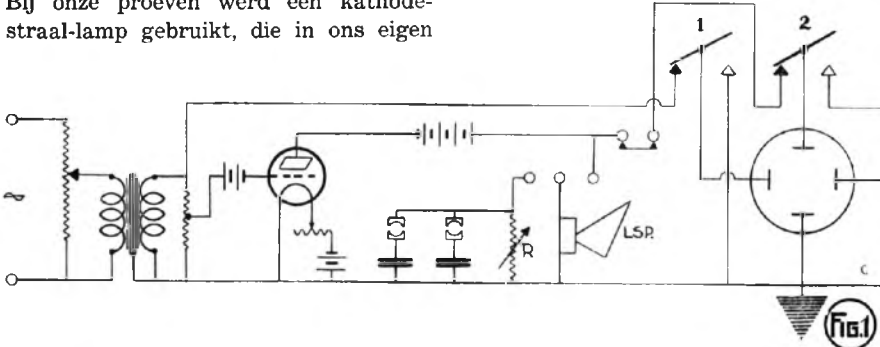 Bij onze proeven werd een kathode-
straal-lamp gebruikt, die in ons eigen
1 2
R
LSP.
C
FIG.1